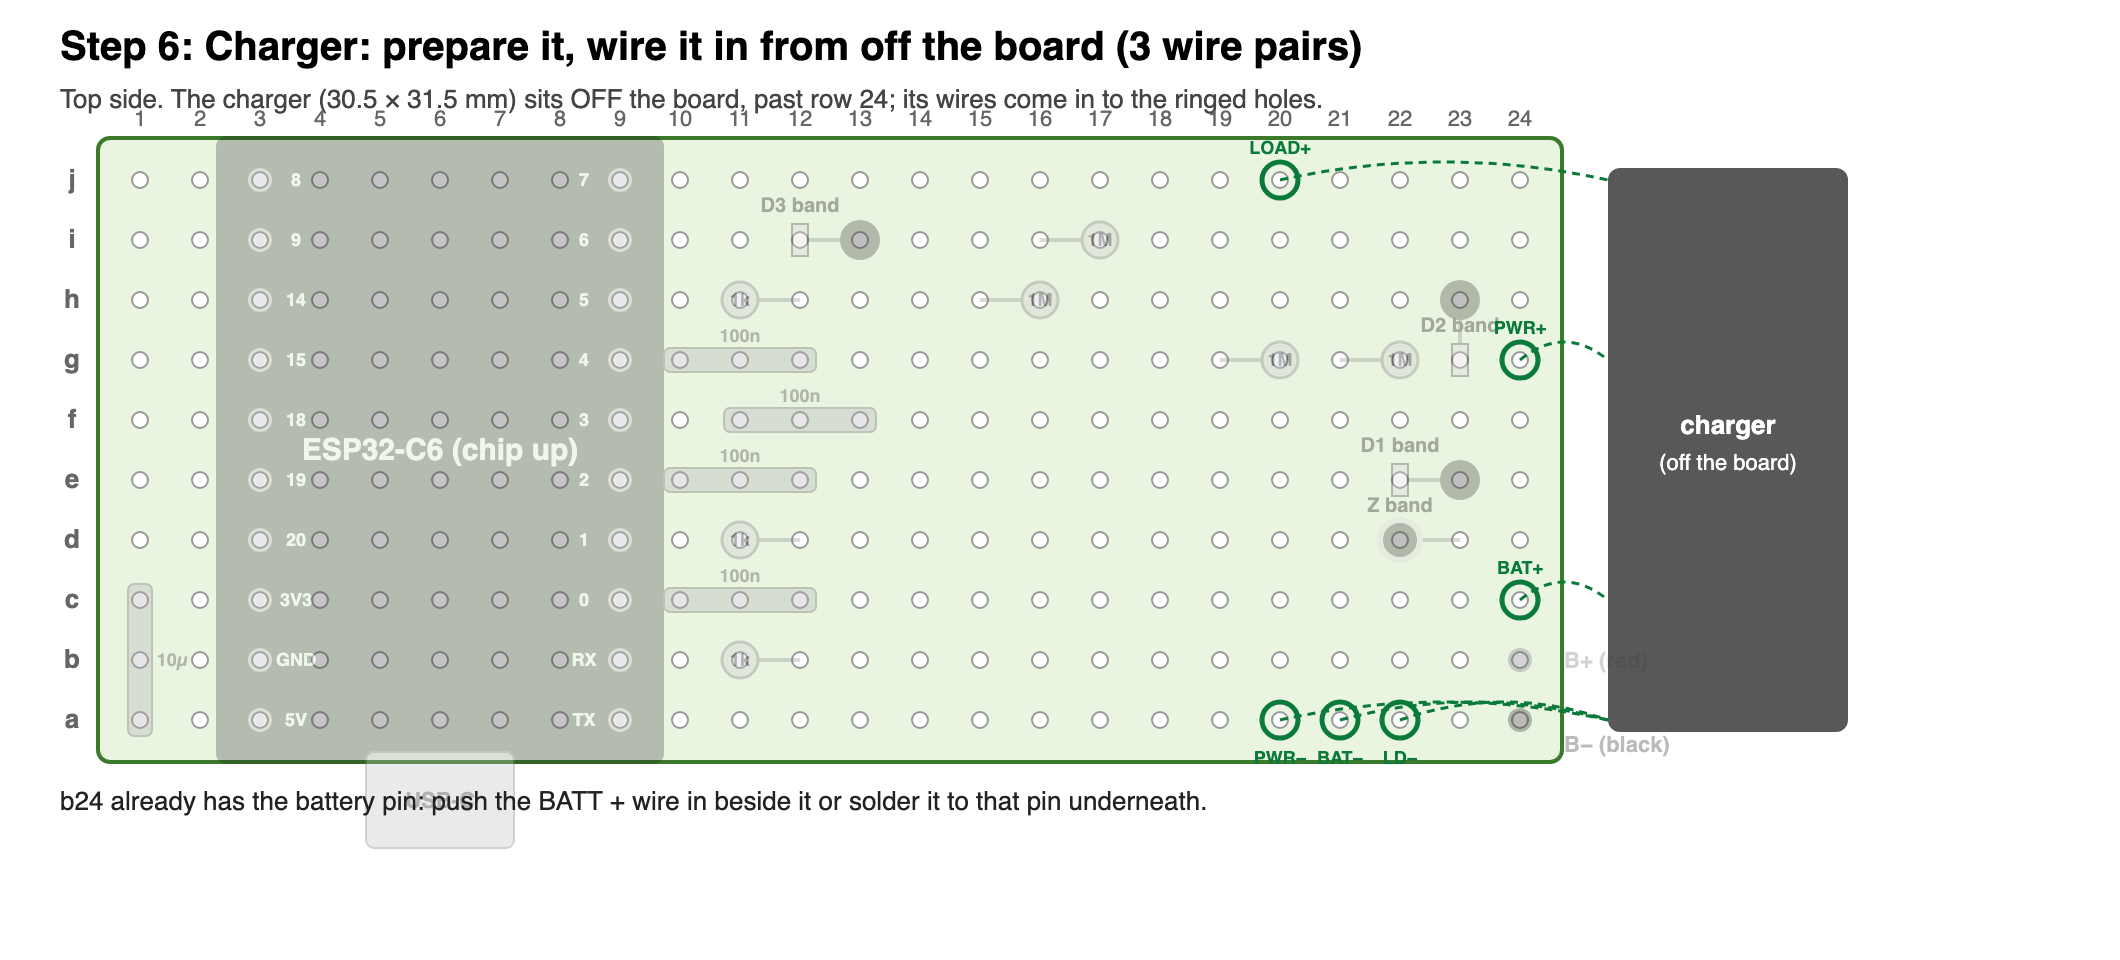 Step 6: Charger: prepare it, wire it in from off the board (3 wire pairs)
Top side. The charger (30.5 × 31.5 mm) sits OFF the board, past row 24; its wires come in to the ringed holes.
1 2 3 4 5 6 7 8 9 10 11 12 13 14 15 16 17 18 19 20 21 22 23 24
LOAD+
j 8 7
D3 band
i 9 6 1M
h 14 5 1k 1M
100n D2 band PWR+
g 15 4 1M 1M
100n
f 18 3
charger
ESP32-C6 (chip up) D1 band
100n (off the board)
e 19 2
Z band
d 20 1 1k
BAT+
100n
c 3V3 0
b 10µ GND RX 1k B+ (red)
a 5V TX
B− (black)
PWR− BAT− LD−
USB-C
b24 already has the battery pin: push the BATT + wire in beside it or solder it to that pin underneath.